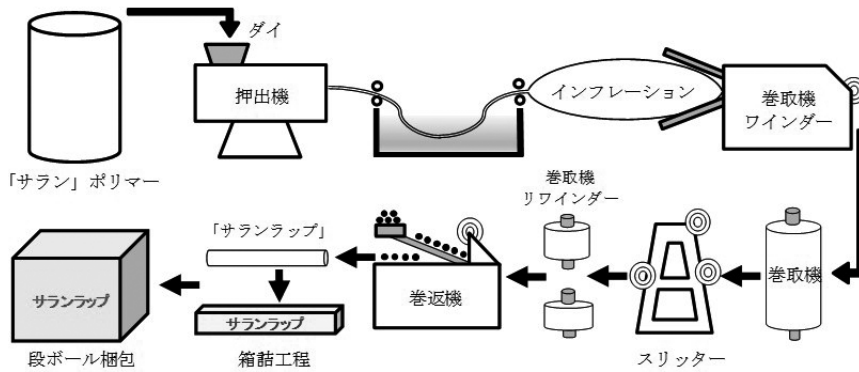 ダイ
押出機
インフレーション
巻取機
ワインダー
「サラン」ポリマー
巻取機
リワインダー
「サランラップ」
サランラップ
サランラップ
巻返機
巻取機
段ボール梱包
箱詰工程
スリッター